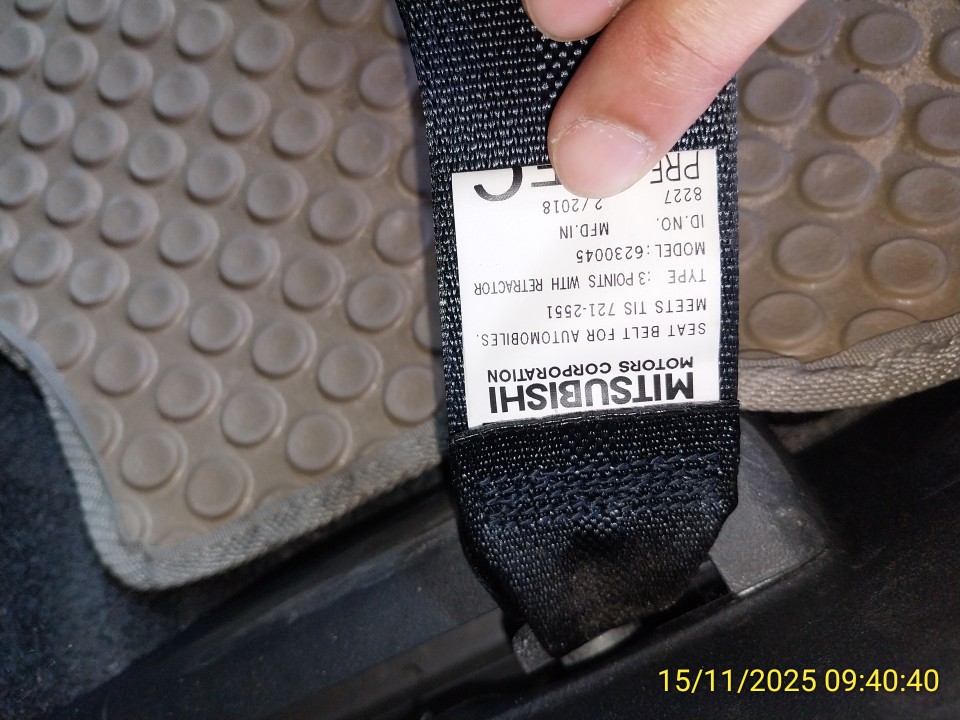 MITSUBISHI
MOTORS CORPORATION
SEAT BELT FOR AUTOMOBILES.
MEETS TIS 721-2551
TYPE :3 POINTS WITH RETRACTOR
MODEL:6230045
ID.NO. MFD.IN
8227 2/2018
15/11/2025 09:40:40